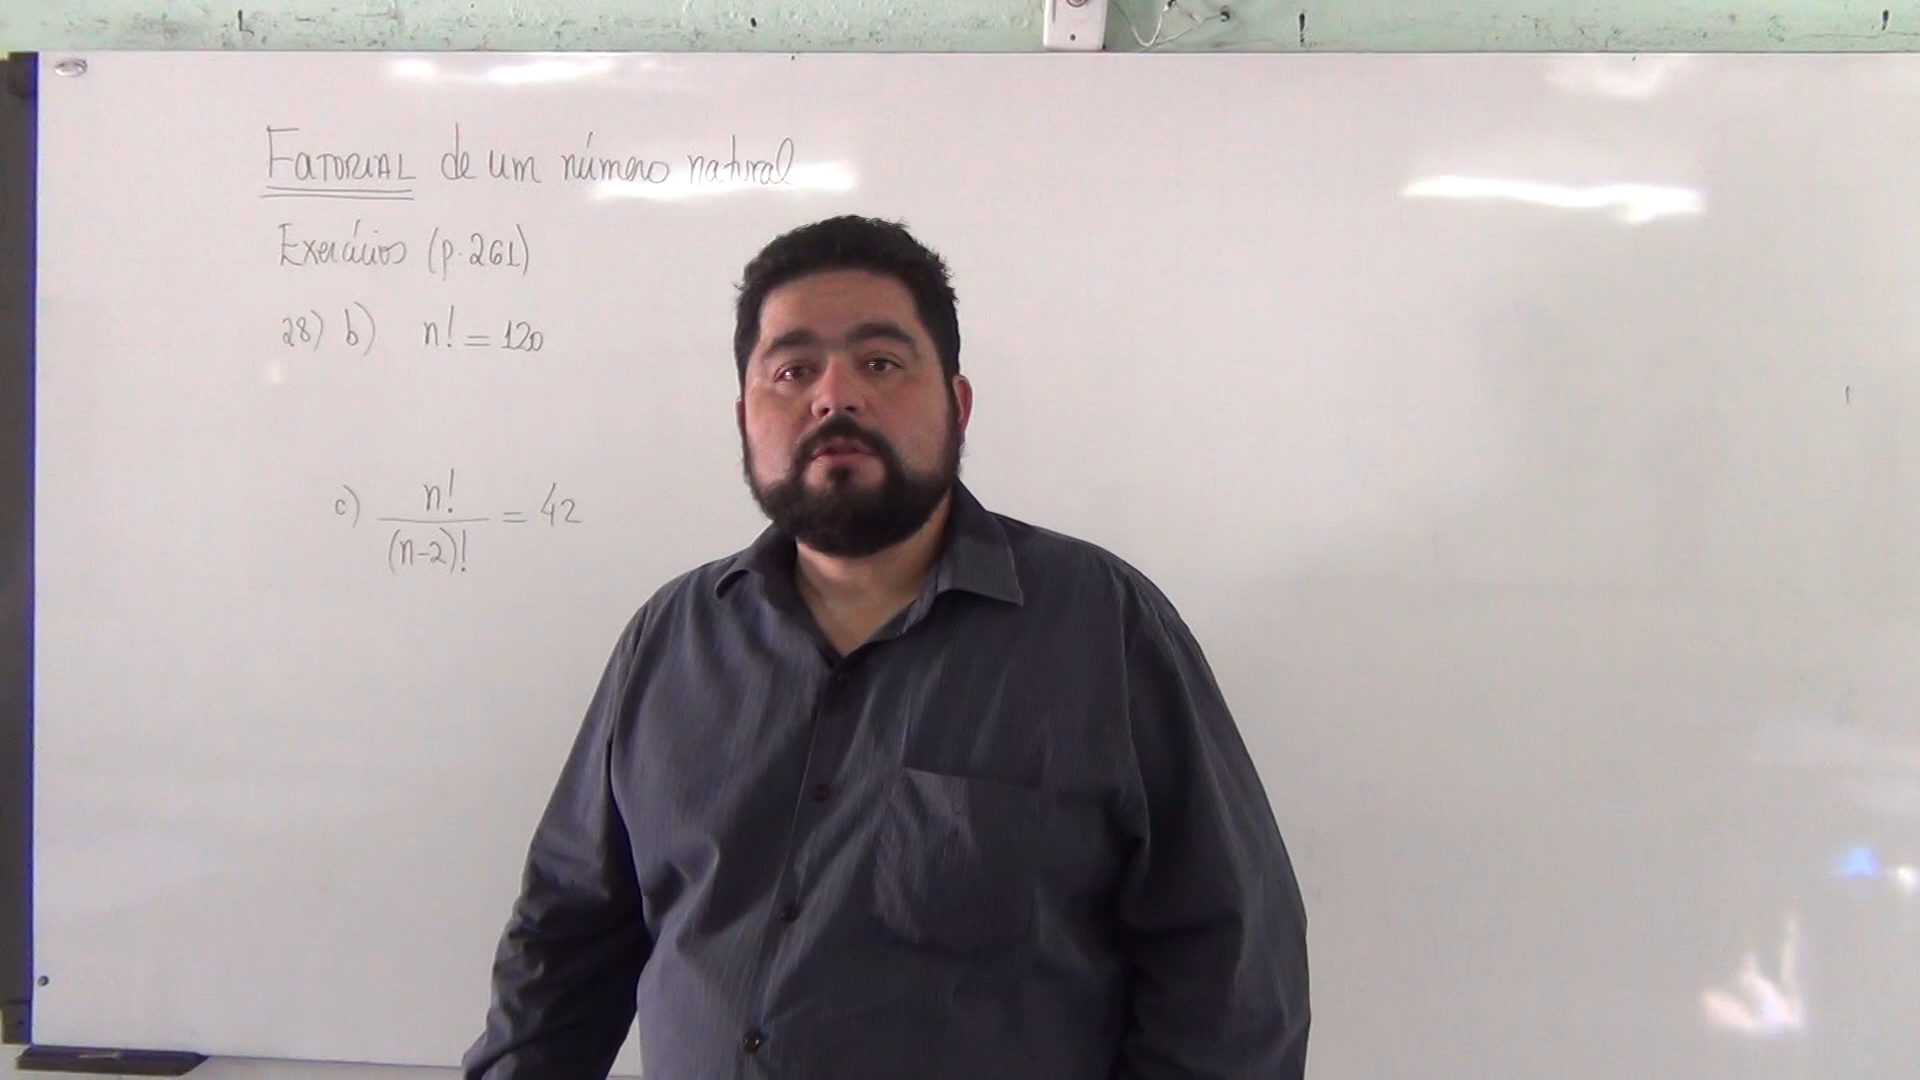 FATORIAL de um número natural
Exercícios (p. 261)
28) b) n! = 120
c) n!/(n-2)! = 42